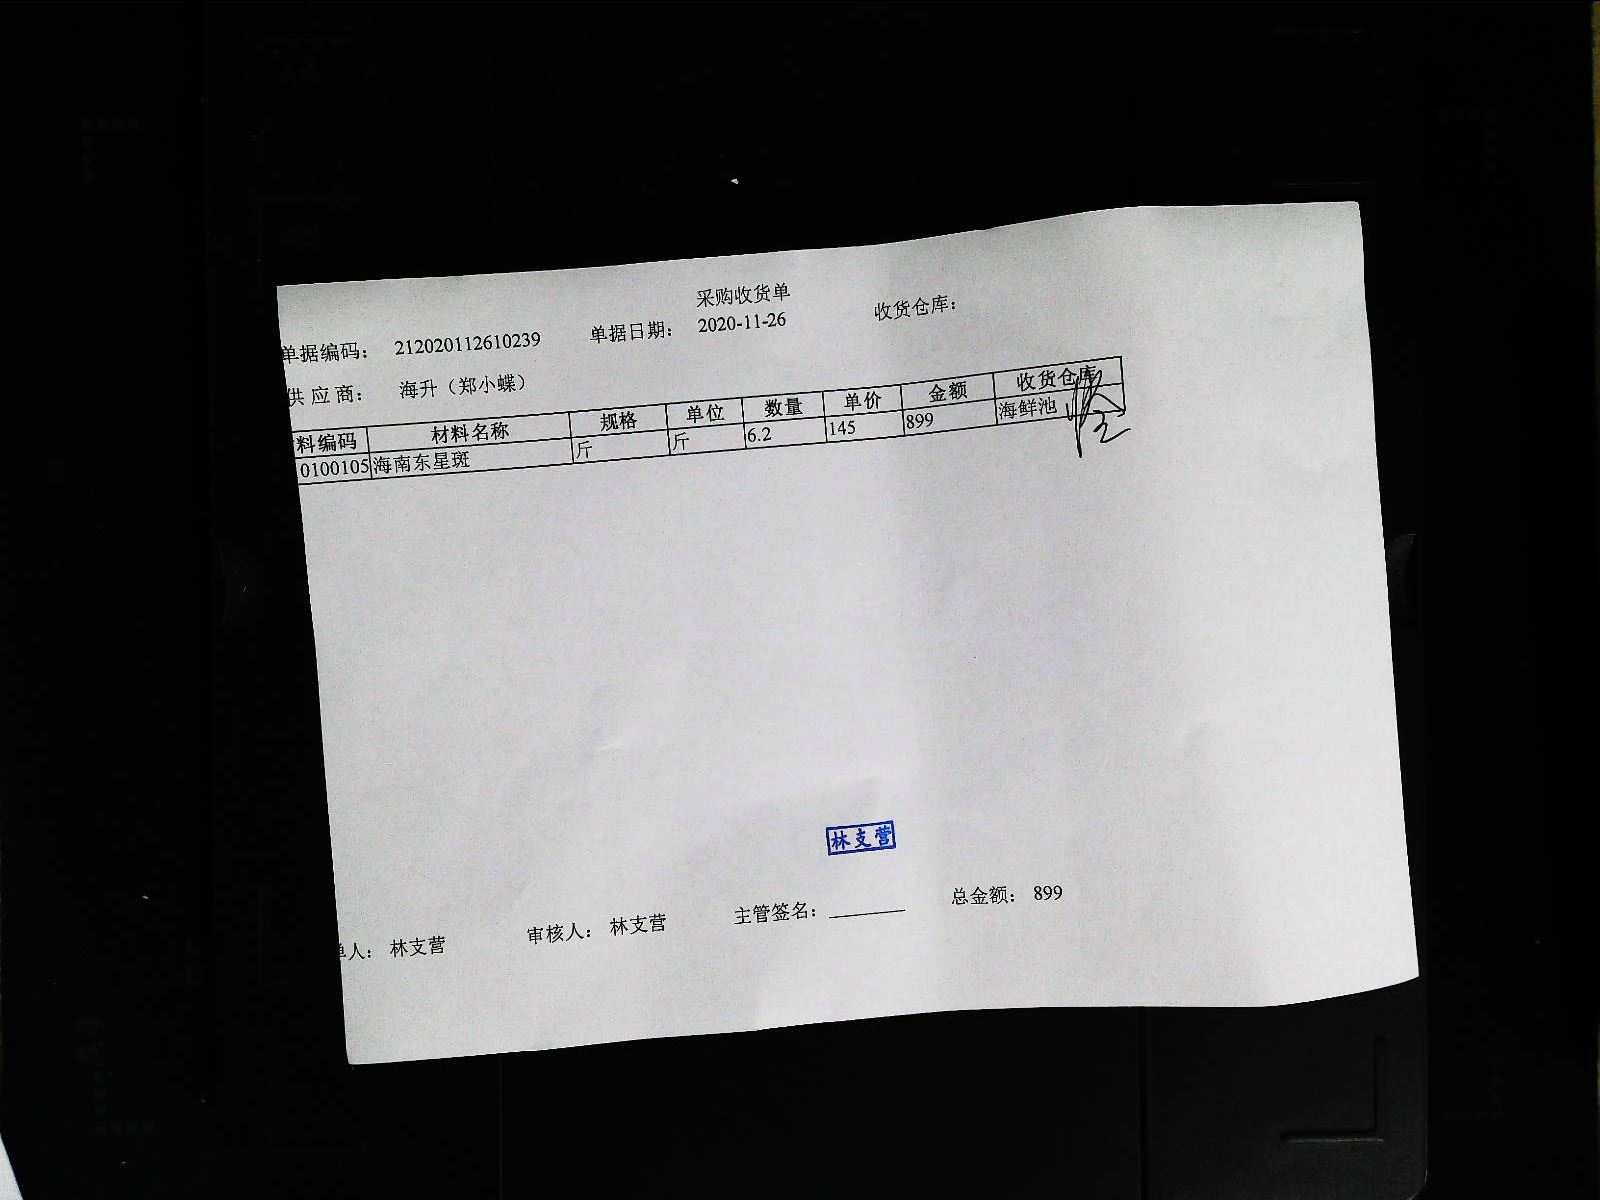 采购收货单
单据编码： 212020112610239 单据日期： 2020-11-26 收货仓库：
供 应 商： 海升（郑小蝶）
料编码 材料名称 规格 单位 数量 单价 金额 收货仓库
0100105 海南东星斑 斤 斤 6.2 145 899 海鲜池
林支营
单人： 林支营 审核人： 林支营 主管签名： 总金额： 899